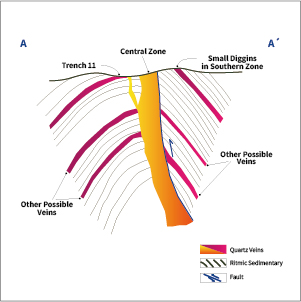 A
A´
Central Zone
Trench 11
Small Diggins
in Southern Zone
Other Possible
Veins
Other Possible
Veins
Quartz Veins
Ritmic Sedimentary
Fault